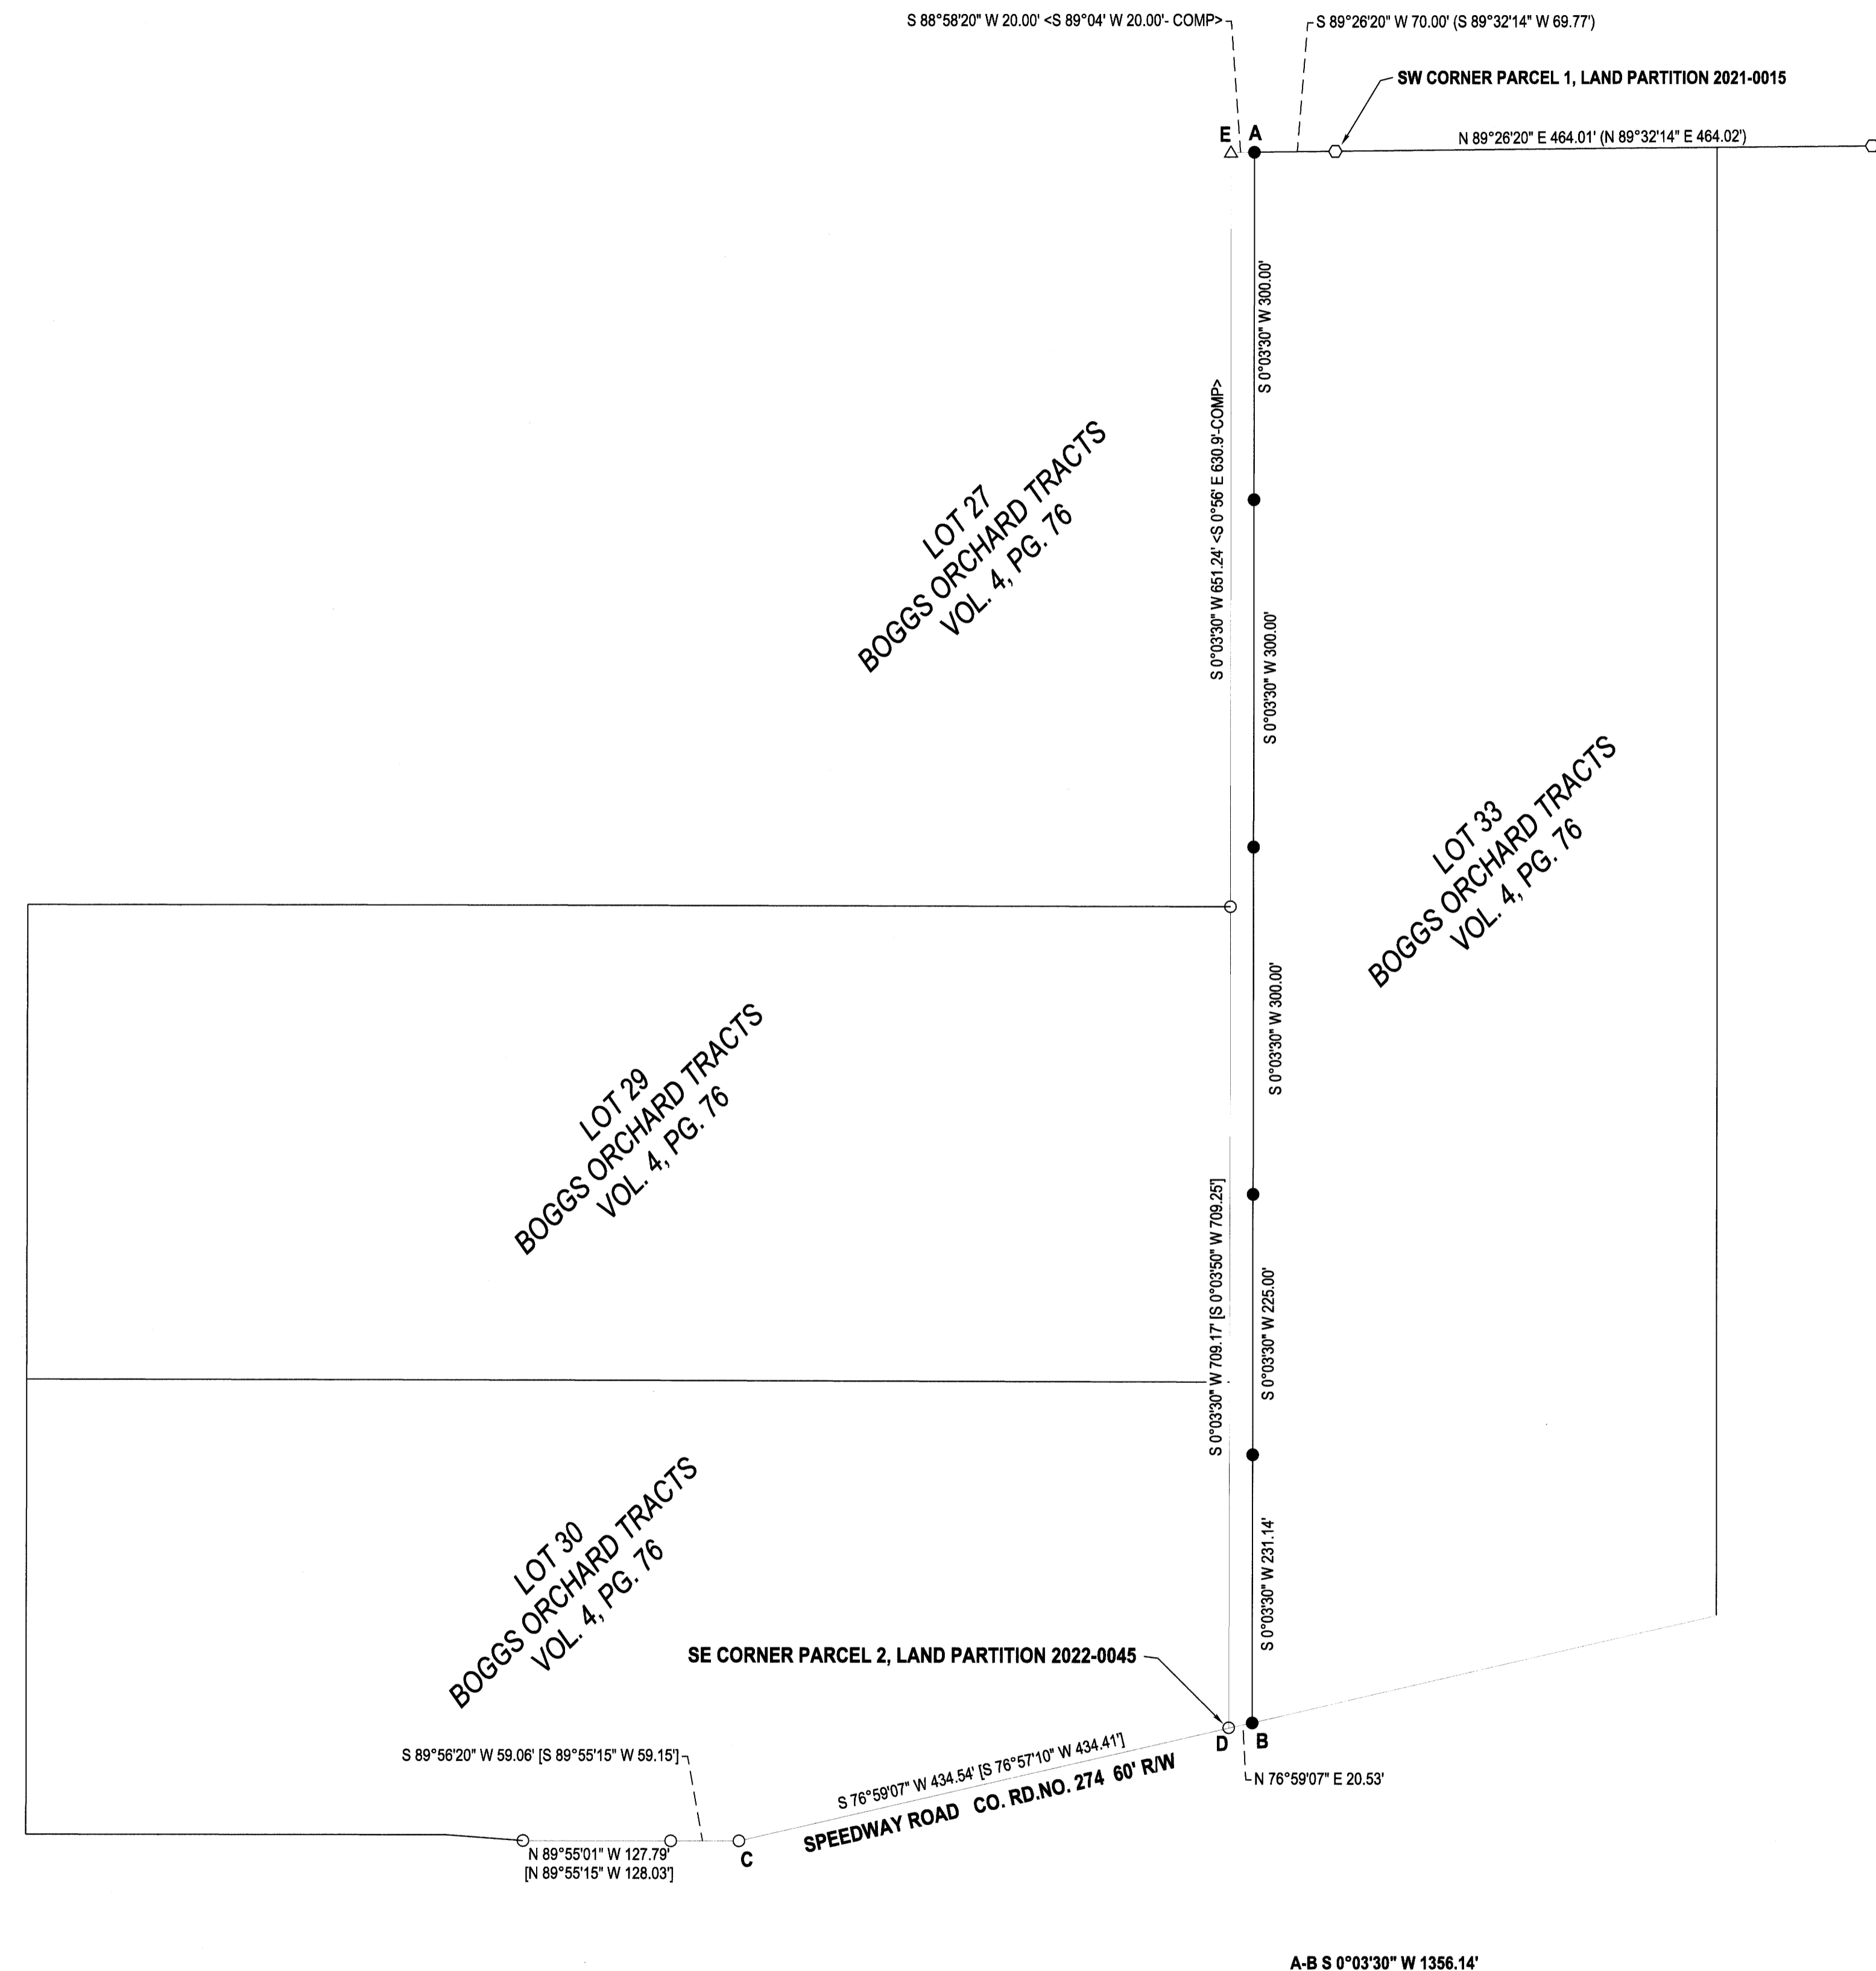 S 88°58'20" W 20.00' <S 89°04' W 20.00'- COMP>
S 89°26'20" W 70.00' (S 89°32'14" W 69.77')
SW CORNER PARCEL 1, LAND PARTITION 2021-0015
N 89°26'20" E 464.01' (N 89°32'14" E 464.02')
E
A
S 0°03'30" W 300.00'
S 0°03'30" W 651.24' <S 0°56' E 630.9'-COMP>
LOT 27
BOGGS ORCHARD TRACTS
VOL. 4, PG. 76
S 0°03'30" W 300.00'
LOT 33
BOGGS ORCHARD TRACTS
VOL. 4, PG. 76
S 0°03'30" W 300.00'
LOT 29
BOGGS ORCHARD TRACTS
VOL. 4, PG. 76
S 0°03'30" W 709.17' [S 0°03'50" W 709.25']
S 0°03'30" W 225.00'
LOT 30
BOGGS ORCHARD TRACTS
VOL. 4, PG. 76
S 0°03'30" W 231.14'
SE CORNER PARCEL 2, LAND PARTITION 2022-0045
D
B
S 89°56'20" W 59.06' [S 89°55'15" W 59.15']
S 76°59'07" W 434.54' [S 76°57'10" W 434.41']
SPEEDWAY ROAD CO. RD.NO. 274 60' R/W
N 76°59'07" E 20.53'
C
N 89°55'01" W 127.79'
[N 89°55'15" W 128.03']
A-B S 0°03'30" W 1356.14'